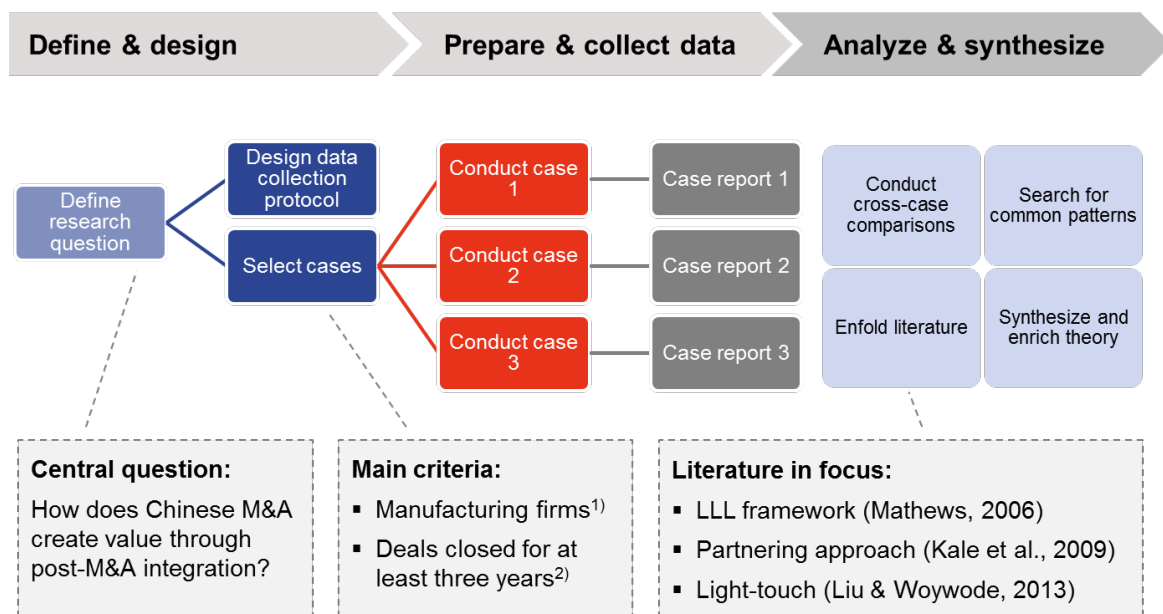 Define & design
Prepare & collect data
Analyze & synthesize
Define
research
question
Design data
collection
protocol
Select cases
Conduct case
1
Conduct case
2
Conduct case
3
Case report 1
Case report 2
Case report 3
Conduct
cross-case
comparisons
Search for
common patterns
Enfold literature
Synthesize and
enrich theory
Central question:
How does Chinese M&A
create value through
post-M&A integration?
Main criteria:
▪ Manufacturing firms1)
▪ Deals closed for at
least three years2)
Literature in focus:
▪ LLL framework (Mathews, 2006)
▪ Partnering approach (Kale et al., 2009)
▪ Light-touch (Liu & Woywode, 2013)